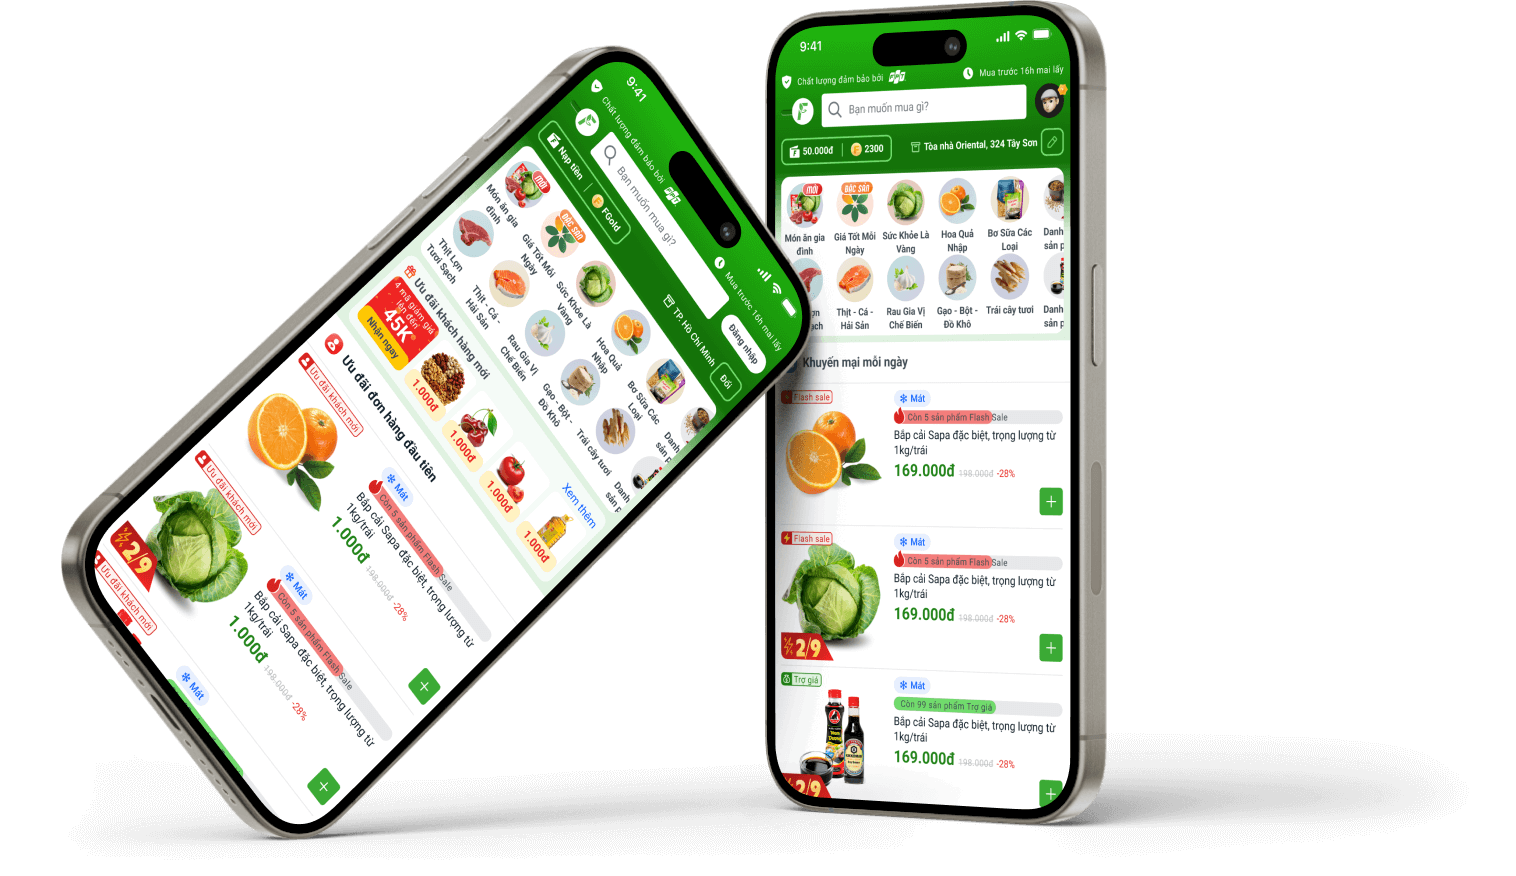 9:41
Chất lượng đảm bảo bởi FPT
Mua trước 16h mai lấy
F
Bạn muốn mua gì?
Đăng nhập
Nạp tiền
FGold
TP. Hồ Chí Minh
Đổi
MỚI
Món ăn gia
đình
ĐẶC SẢN
Giá Tốt Mỗi
Ngày
Sức Khỏe Là
Vàng
Hoa Quả
Nhập
Bơ Sữa Các
Loại
Danh
sản p
Thịt Lợn
Tươi Sạch
Thịt - Cá -
Hải Sản
Rau Gia Vị
Chế Biến
Gạo - Bột -
Đồ Khô
Trái cây tươi
Danh
sản p
Ưu đãi khách hàng mới
Xem thêm
4 mã giảm giá
lên đến
45K
Nhận ngay
1.000đ
1.000đ
1.000đ
1.000đ
Ưu đãi đơn hàng đầu tiên
Ưu đãi khách mới
Mát
Còn 5 sản phẩm Flash Sale
Bắp cải Sapa đặc biệt, trọng lượng từ
1kg/trái
1.000đ
198.000đ
-28%
Ưu đãi khách mới
2/9
Mát
Còn 5 sản phẩm Flash Sale
Bắp cải Sapa đặc biệt, trọng lượng từ
1kg/trái
1.000đ
198.000đ
-28%
Ưu đãi khách mới
Mát
9:41
Chất lượng đảm bảo bởi FPT
Mua trước 16h mai lấy
F
Bạn muốn mua gì?
50.000đ
2300
Tòa nhà Oriental, 324 Tây Sơn
MỚI
Món ăn gia
đình
ĐẶC SẢN
Giá Tốt Mỗi
Ngày
Sức Khỏe Là
Vàng
Hoa Quả
Nhập
Bơ Sữa Các
Loại
Danh
sản p
ợn
ạch
Thịt - Cá -
Hải Sản
Rau Gia Vị
Chế Biến
Gạo - Bột -
Đồ Khô
Trái cây tươi
Danh
sản p
Khuyến mại mỗi ngày
Flash sale
Mát
Còn 5 sản phẩm Flash Sale
Bắp cải Sapa đặc biệt, trọng lượng từ
1kg/trái
169.000đ 198.000đ -28%
Flash sale
Mát
Còn 5 sản phẩm Flash Sale
Bắp cải Sapa đặc biệt, trọng lượng từ
1kg/trái
169.000đ 198.000đ -28%
2/9
Trợ giá
Mát
Còn 99 sản phẩm Trợ giá
Bắp cải Sapa đặc biệt, trọng lượng từ
1kg/trái
169.000đ 198.000đ -28%
2/9